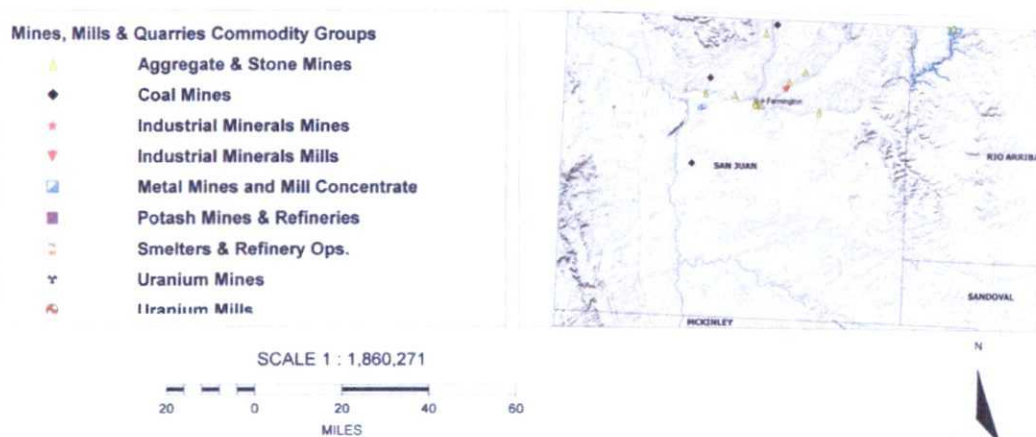 Mines, Mills & Quarries Commodity Groups
Aggregate & Stone Mines
Coal Mines
Industrial Minerals Mines
Industrial Minerals Mills
Metal Mines and Mill Concentrate
Potash Mines & Refineries
Smelters & Refinery Ops.
Uranium Mines
Uranium Mills
Farmington
SAN JUAN
RIO ARRIBA
SANDOVAL
MCKINLEY
SCALE 1 : 1,860,271
20 0 20 40 60
MILES
N